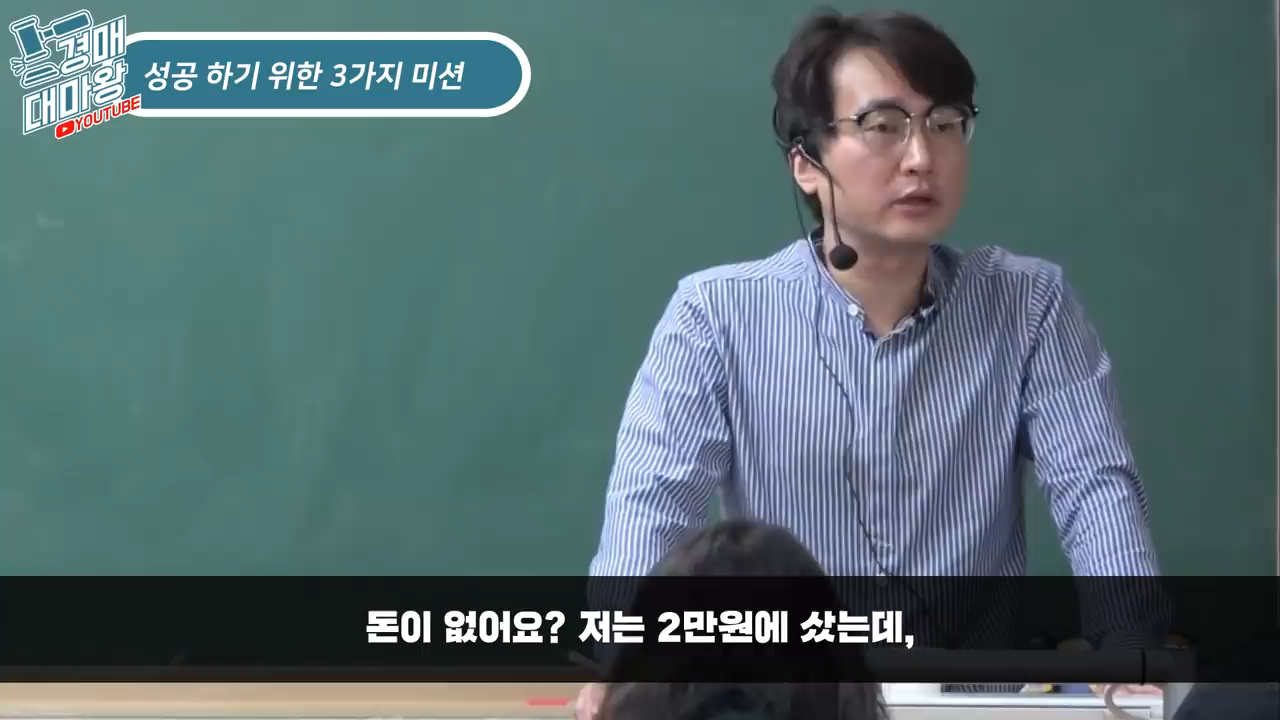 경매
대마왕
YOUTUBE
성공 하기 위한 3가지 미션
돈이 없어요? 저는 2만원에 샀는데,